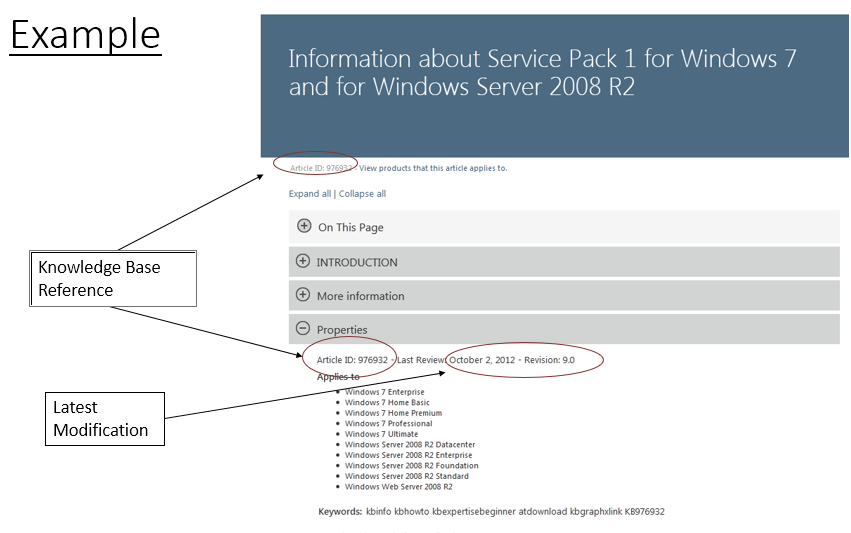 Example
Information about Service Pack 1 for Windows 7
and for Windows Server 2008 R2
Article ID: 976932 - View products that this article applies to.
Expand all | Collapse all
On This Page
INTRODUCTION
Knowledge Base
Reference
More information
Properties
Article ID: 976932 - Last Review: October 2, 2012 - Revision: 9.0
Applies to
Latest
Modification
Windows 7 Enterprise
Windows 7 Home Basic
Windows 7 Home Premium
Windows 7 Professional
Windows 7 Ultimate
Windows Server 2008 R2 Datacenter
Windows Server 2008 R2 Enterprise
Windows Server 2008 R2 Foundation
Windows Server 2008 R2 Standard
Windows Web Server 2008 R2
Keywords: kbinfo kbhowto kbexpertisebeginner atdownload kbgraphxlink KB976932